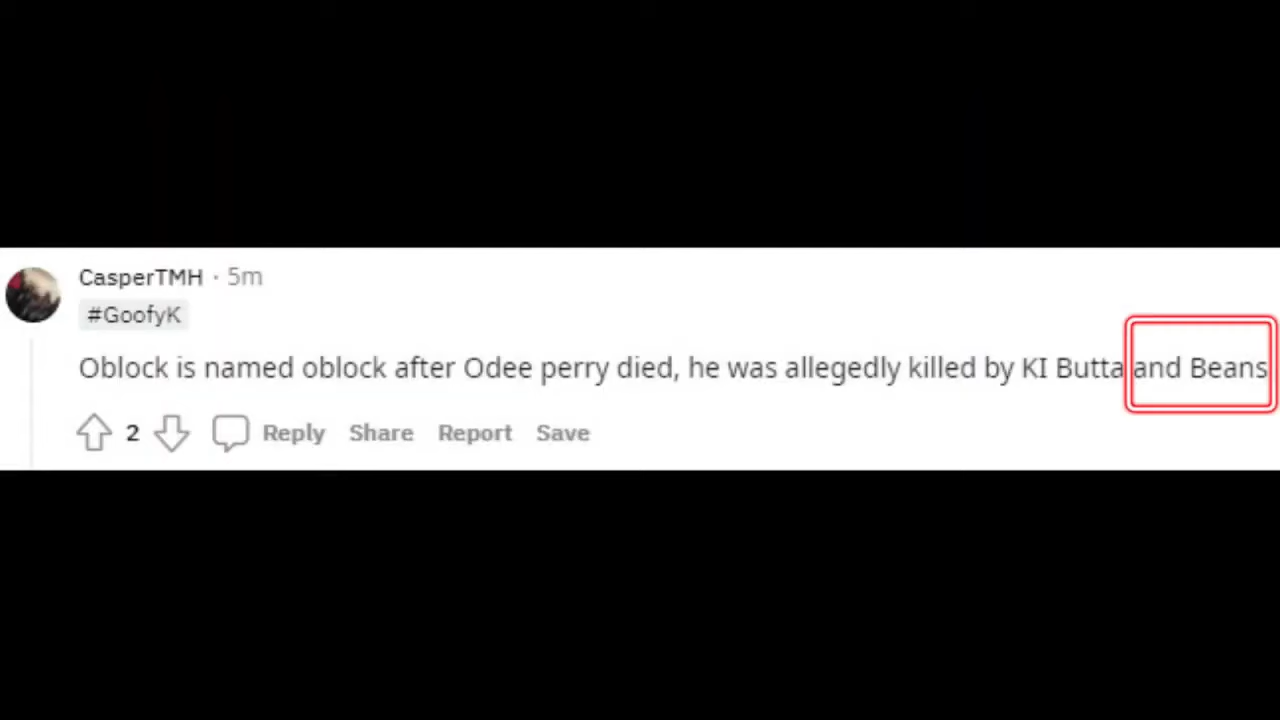 CasperTMH · 5m
#GoofyK
Oblock is named oblock after Odee perry died, he was allegedly killed by KI Butta and Beans
2 Reply Share Report Save